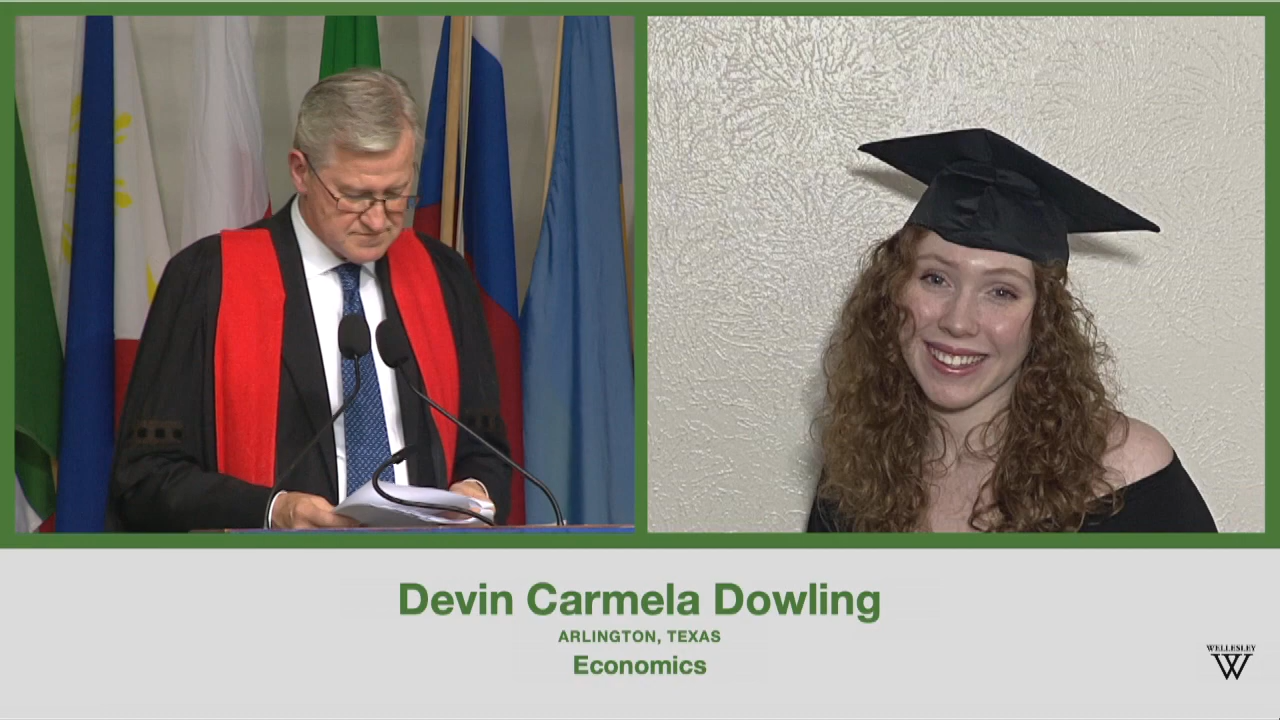 Devin Carmela Dowling
ARLINGTON, TEXAS
Economics
WELLESLEY
W